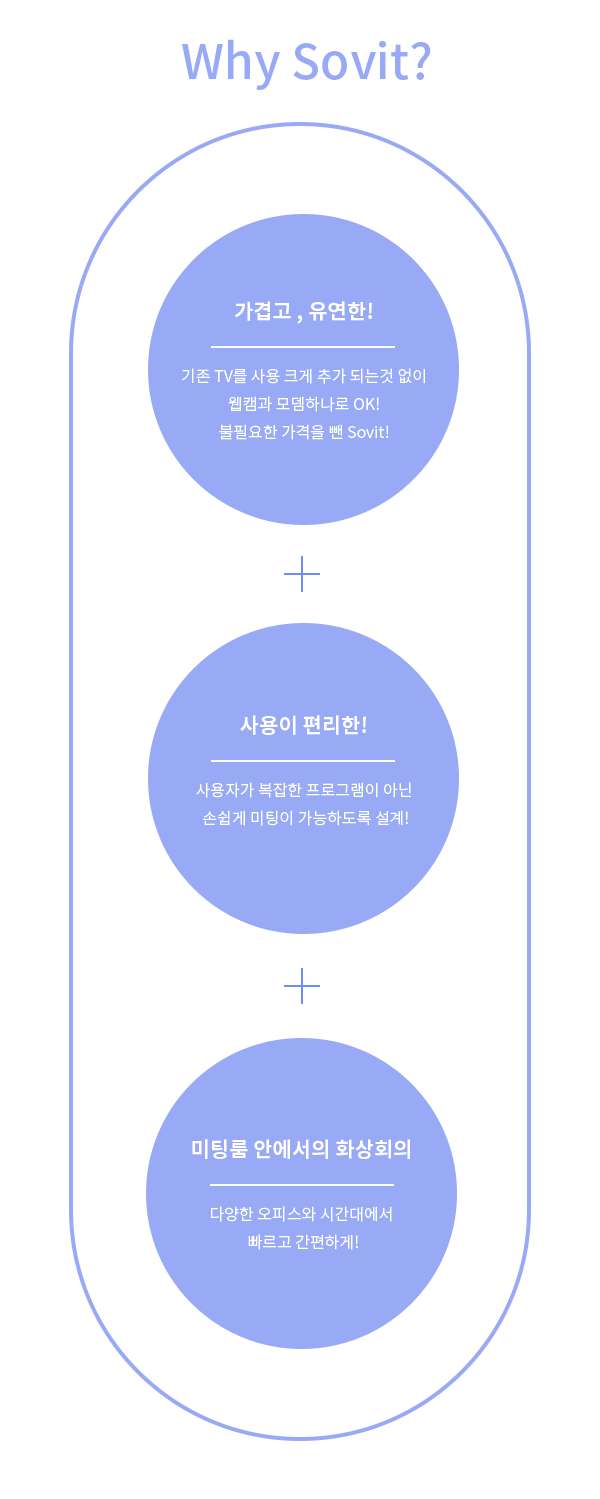 Why Sovit?
가겹고 , 유연한!
기존 TV를 사용 크게 추가 되는것 없이
웹캠과 모뎀하나로 OK!
불필요한 가격을 뺀 Sovit!
사용이 편리한!
사용자가 복잡한 프로그램이 아닌
손쉽게 미팅이 가능하도록 설계!
미팅룸 안에서의 화상회의
다양한 오피스와 시간대에서
빠르고 간편하게!